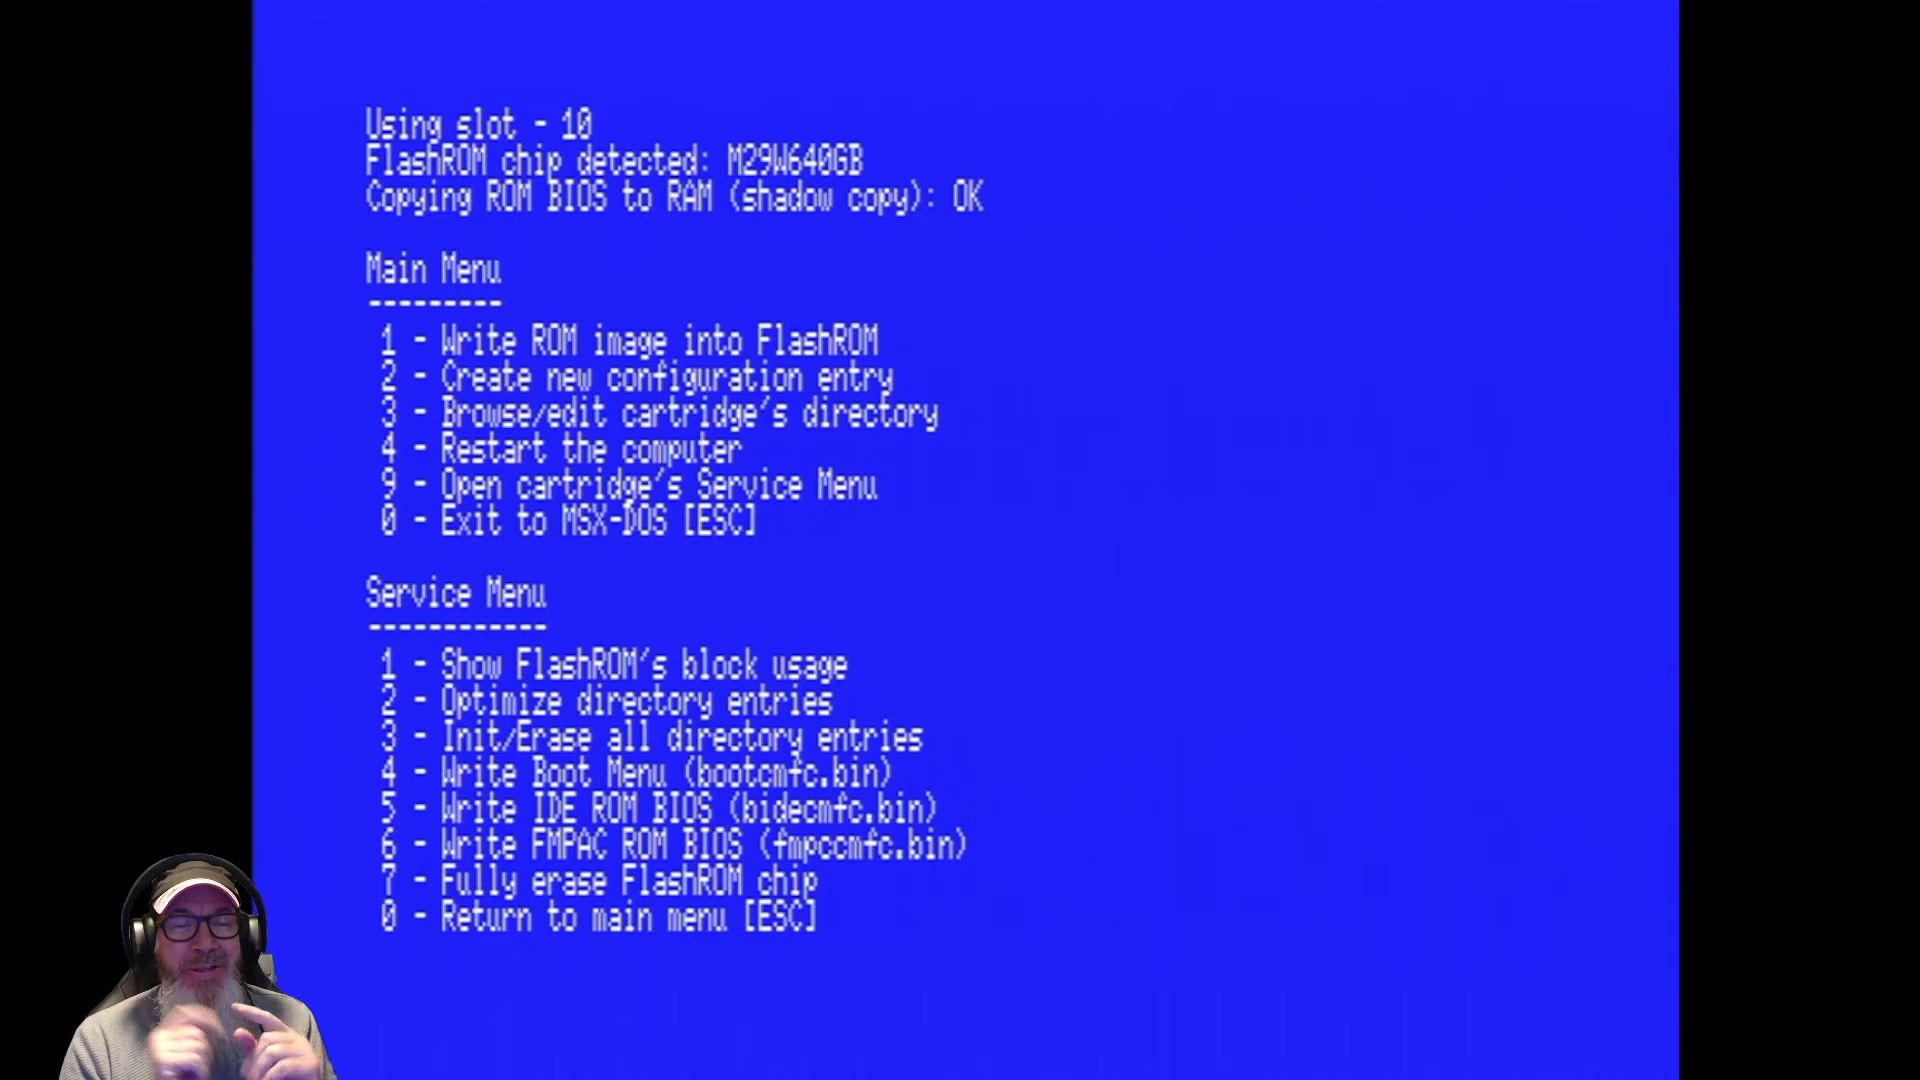 Using slot - 10
FlashROM chip detected: M29W640GB
Copying ROM BIOS to RAM (shadow copy): OK
Main Menu
---------
1 - Write ROM image into FlashROM
2 - Create new configuration entry
3 - Browse/edit cartridge's directory
4 - Restart the computer
9 - Open cartridge's Service Menu
0 - Exit to MSX-DOS [ESC]
Service Menu
------------
1 - Show FlashROM's block usage
2 - Optimize directory entries
3 - Init/Erase all directory entries
4 - Write Boot Menu (bootcmfc.bin)
5 - Write IDE ROM BIOS (bidecmfc.bin)
6 - Write FMPAC ROM BIOS (fmpccmfc.bin)
7 - Fully erase FlashROM chip
0 - Return to main menu [ESC]